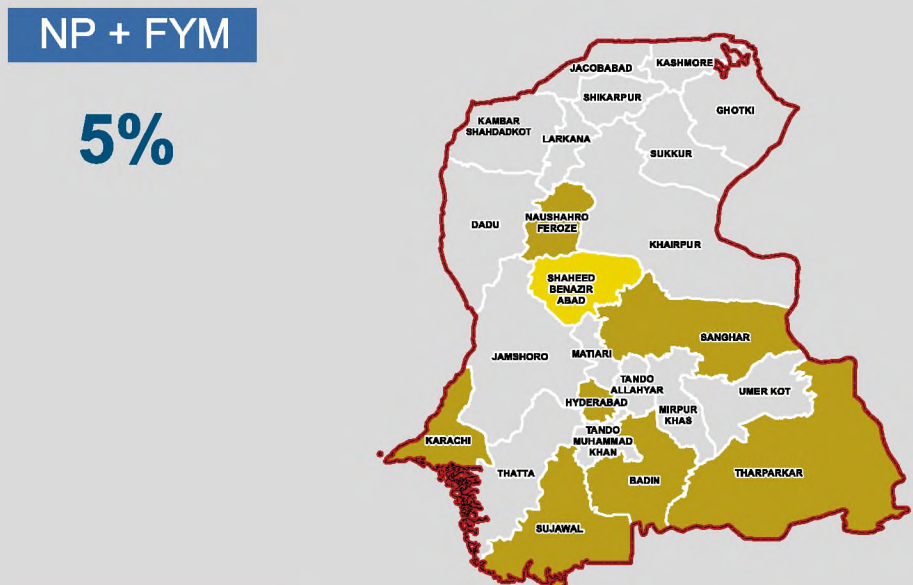 NP + FYM
5%
JACOBABAD
KASHMORE
SHIKARPUR
GHOTKI
KAMBAR
SHAHDADKOT
LARKANA
SUKKUR
DADU
NAUSHAHRO
FEROZE
KHAIRPUR
SHAHEED
BENAZIR
ABAD
SANGHAR
JAMSHORO
MATIARI
TANDO
ALLAHYAR
UMER KOT
HYDERABAD
MIRPUR
KHAS
KARACHI
TANDO
MUHAMMAD
KHAN
THATTA
BADIN
THARPARKAR
SUJAWAL